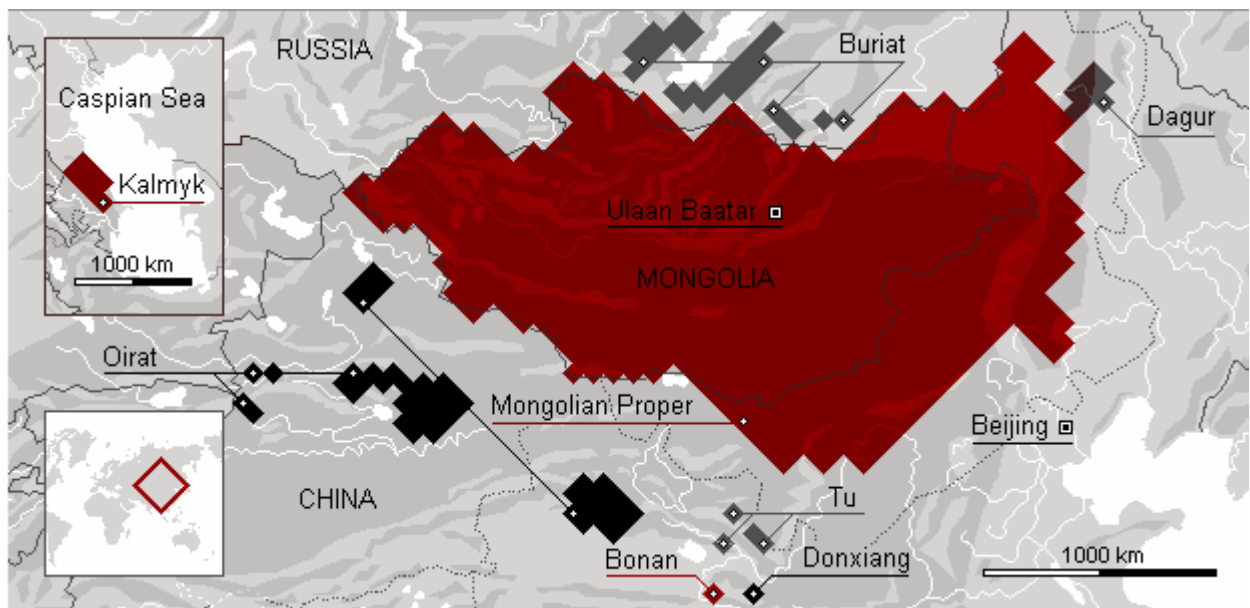 RUSSIA
Buriat
Caspian Sea
Dagur
Kalmyk
Ulaan Baatar
1000 km
MONGOLIA
Oirat
Mongolian Proper
Beijing
CHINA
Tu
Bonan
Donxiang
1000 km